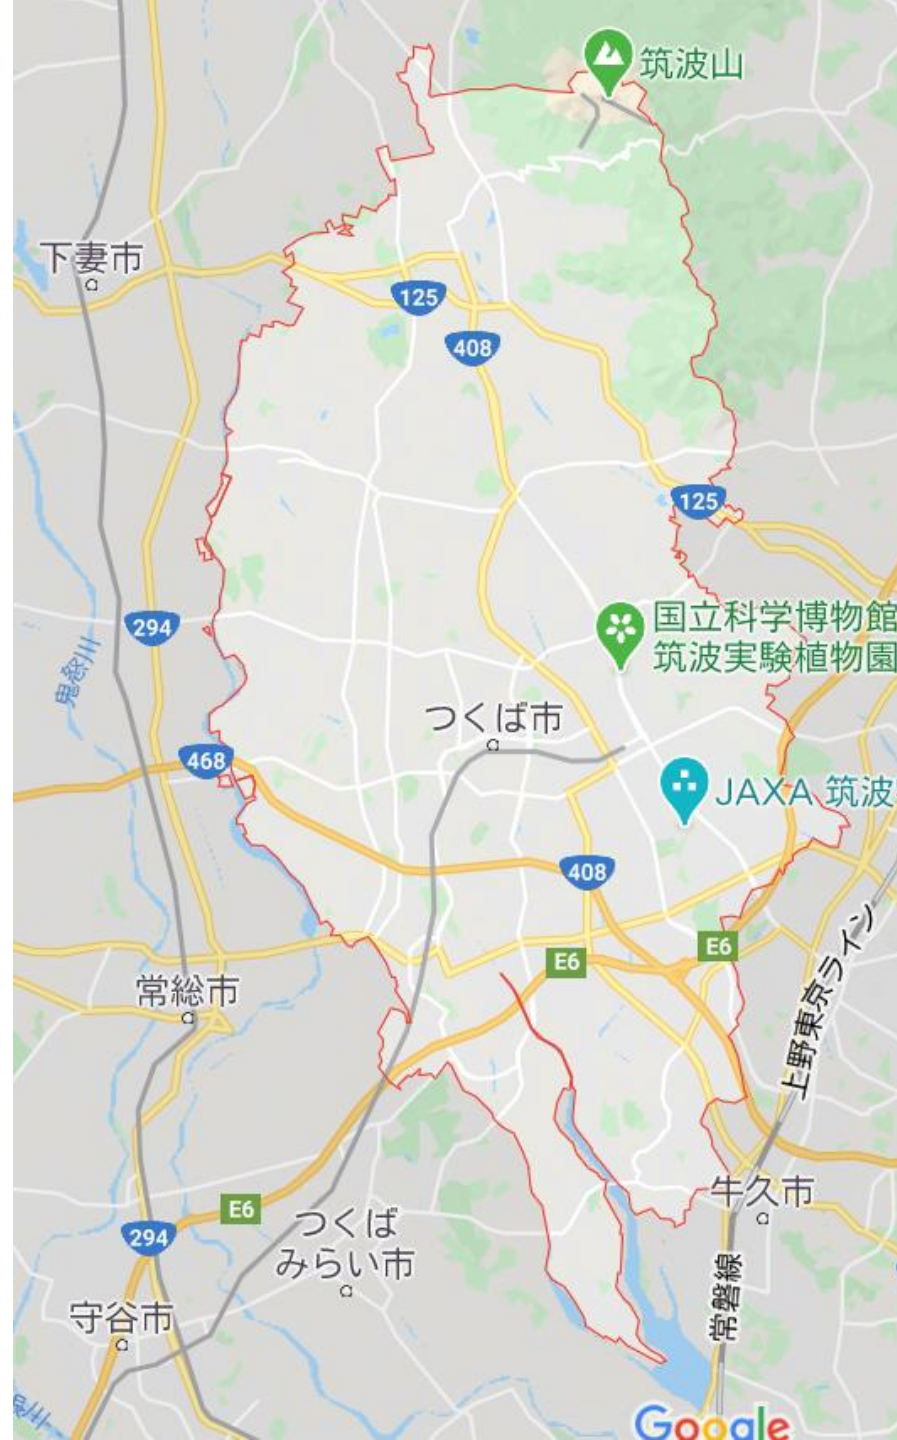 筑波山
下妻市
125
408
125
294
国立科学博物館
筑波実験植物園
鬼怒川
つくば市
468
JAXA 筑波
408
E6
E6
上野東京ライン
常総市
牛久市
E6
つくば
みらい市
294
守谷市
常磐線
Google